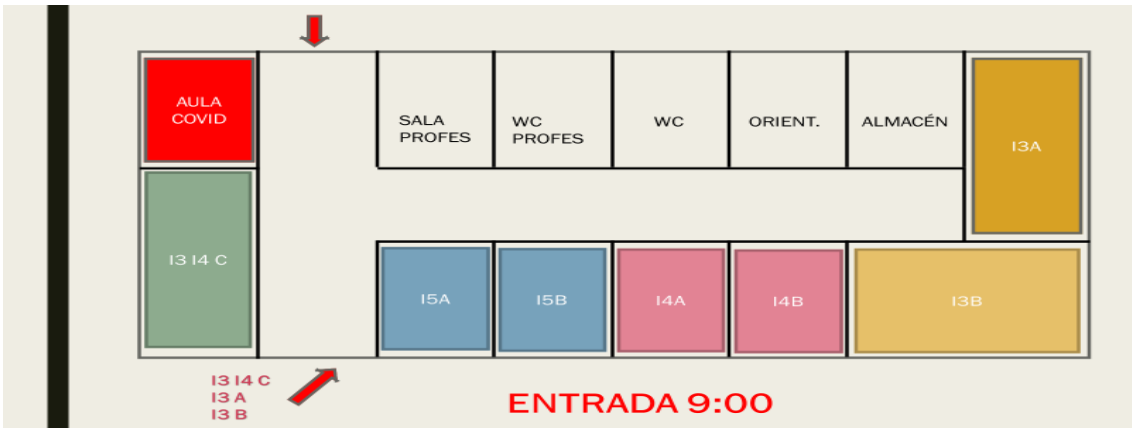 AULA
COVID
SALA
PROFES
WC
PROFES
WC
ORIENT.
ALMACÉN
I3A
I3 I4 C
I5A
I5B
I4A
I4B
I3B
I3 I4 C
I3 A
I3 B
ENTRADA 9:00